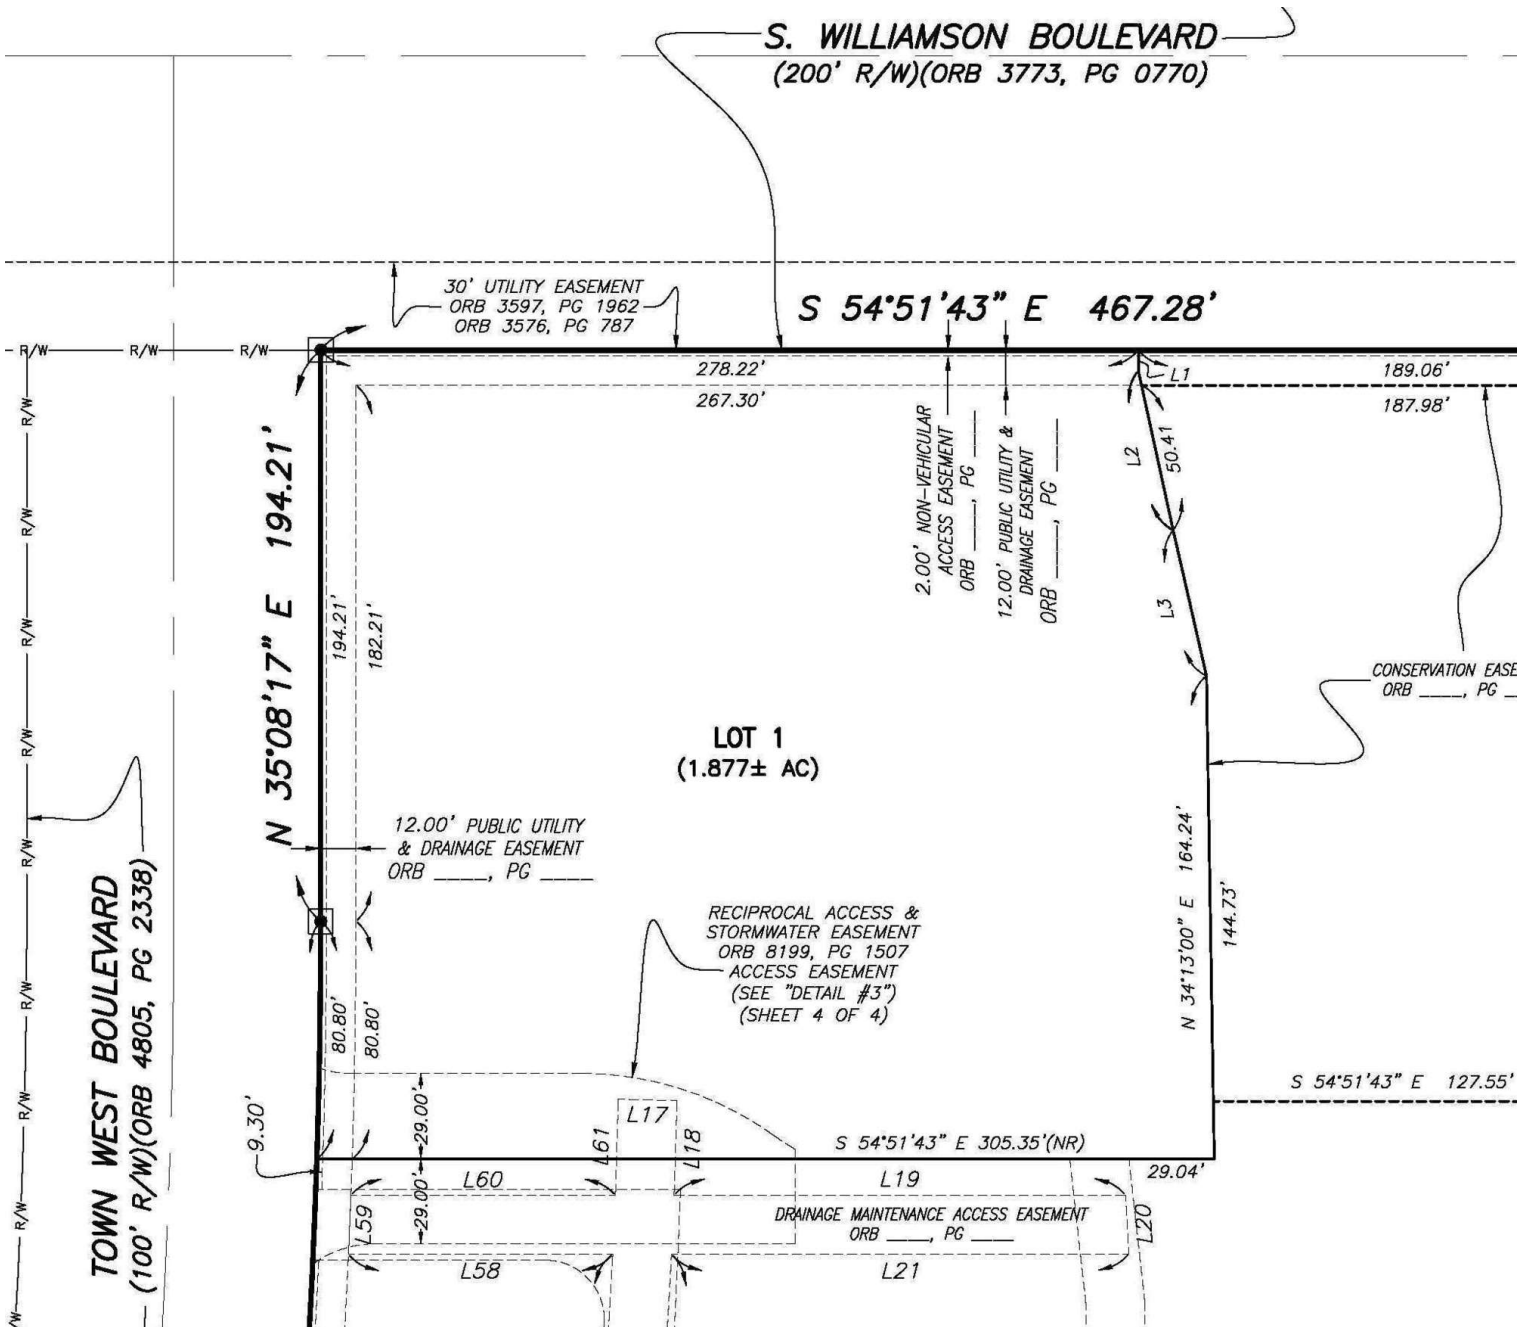 S. WILLIAMSON BOULEVARD
(200' R/W)(ORB 3773, PG 0770)
30' UTILITY EASEMENT
ORB 3597, PG 1962
ORB 3576, PG 787
S 54°51'43" E 467.28'
R/W
R/W
R/W
278.22'
L1
189.06'
267.30'
187.98'
2.00' NON-VEHICULAR
ACCESS EASEMENT
ORB ____, PG ____
12.00' PUBLIC UTILITY &
DRAINAGE EASEMENT
ORB ____, PG ____
L2
50.41
L3
N 35°08'17" E 194.21'
194.21'
182.21'
R/W
R/W
R/W
R/W
R/W
R/W
R/W
R/W
R/W
CONSERVATION EASE
ORB ____, PG _
LOT 1
(1.877± AC)
12.00' PUBLIC UTILITY
& DRAINAGE EASEMENT
ORB ____, PG ____
TOWN WEST BOULEVARD
(100' R/W)(ORB 4805, PG 2338)
RECIPROCAL ACCESS &
STORMWATER EASEMENT
ORB 8199, PG 1507
ACCESS EASEMENT
(SEE "DETAIL #3")
(SHEET 4 OF 4)
N 34°13'00" E 164.24'
144.73'
80.80'
80.80'
S 54°51'43" E 127.55'
9.30'
29.00'
L17
L61
L18
S 54°51'43" E 305.35'(NR)
29.04'
L60
L19
29.00'
L59
DRAINAGE MAINTENANCE ACCESS EASEMENT
ORB ____, PG ____
L20
L58
L21